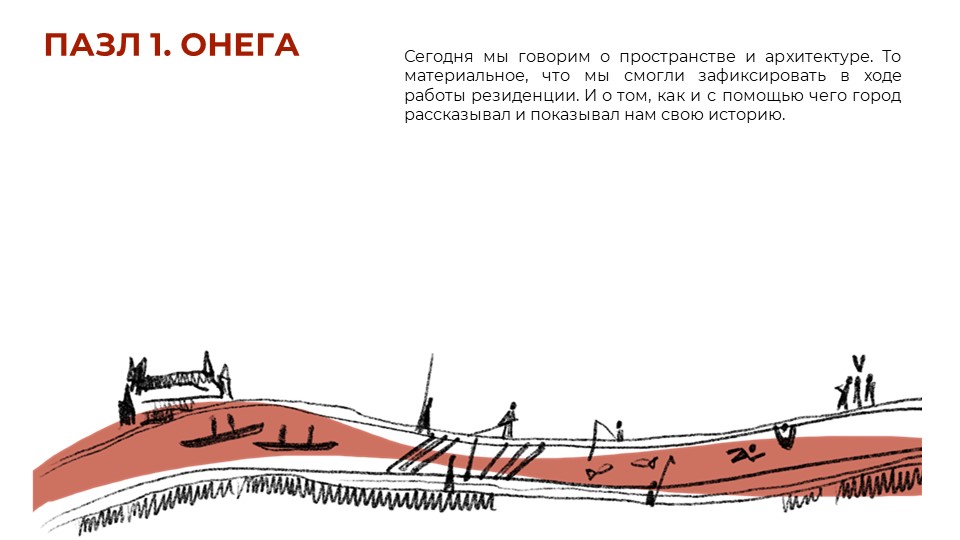 ПАЗЛ 1. ОНЕГА
Сегодня мы говорим о пространстве и архитектуре. То
материальное, что мы смогли зафиксировать в ходе
работы резиденции. И о том, как и с помощью чего город
рассказывал и показывал нам свою историю.